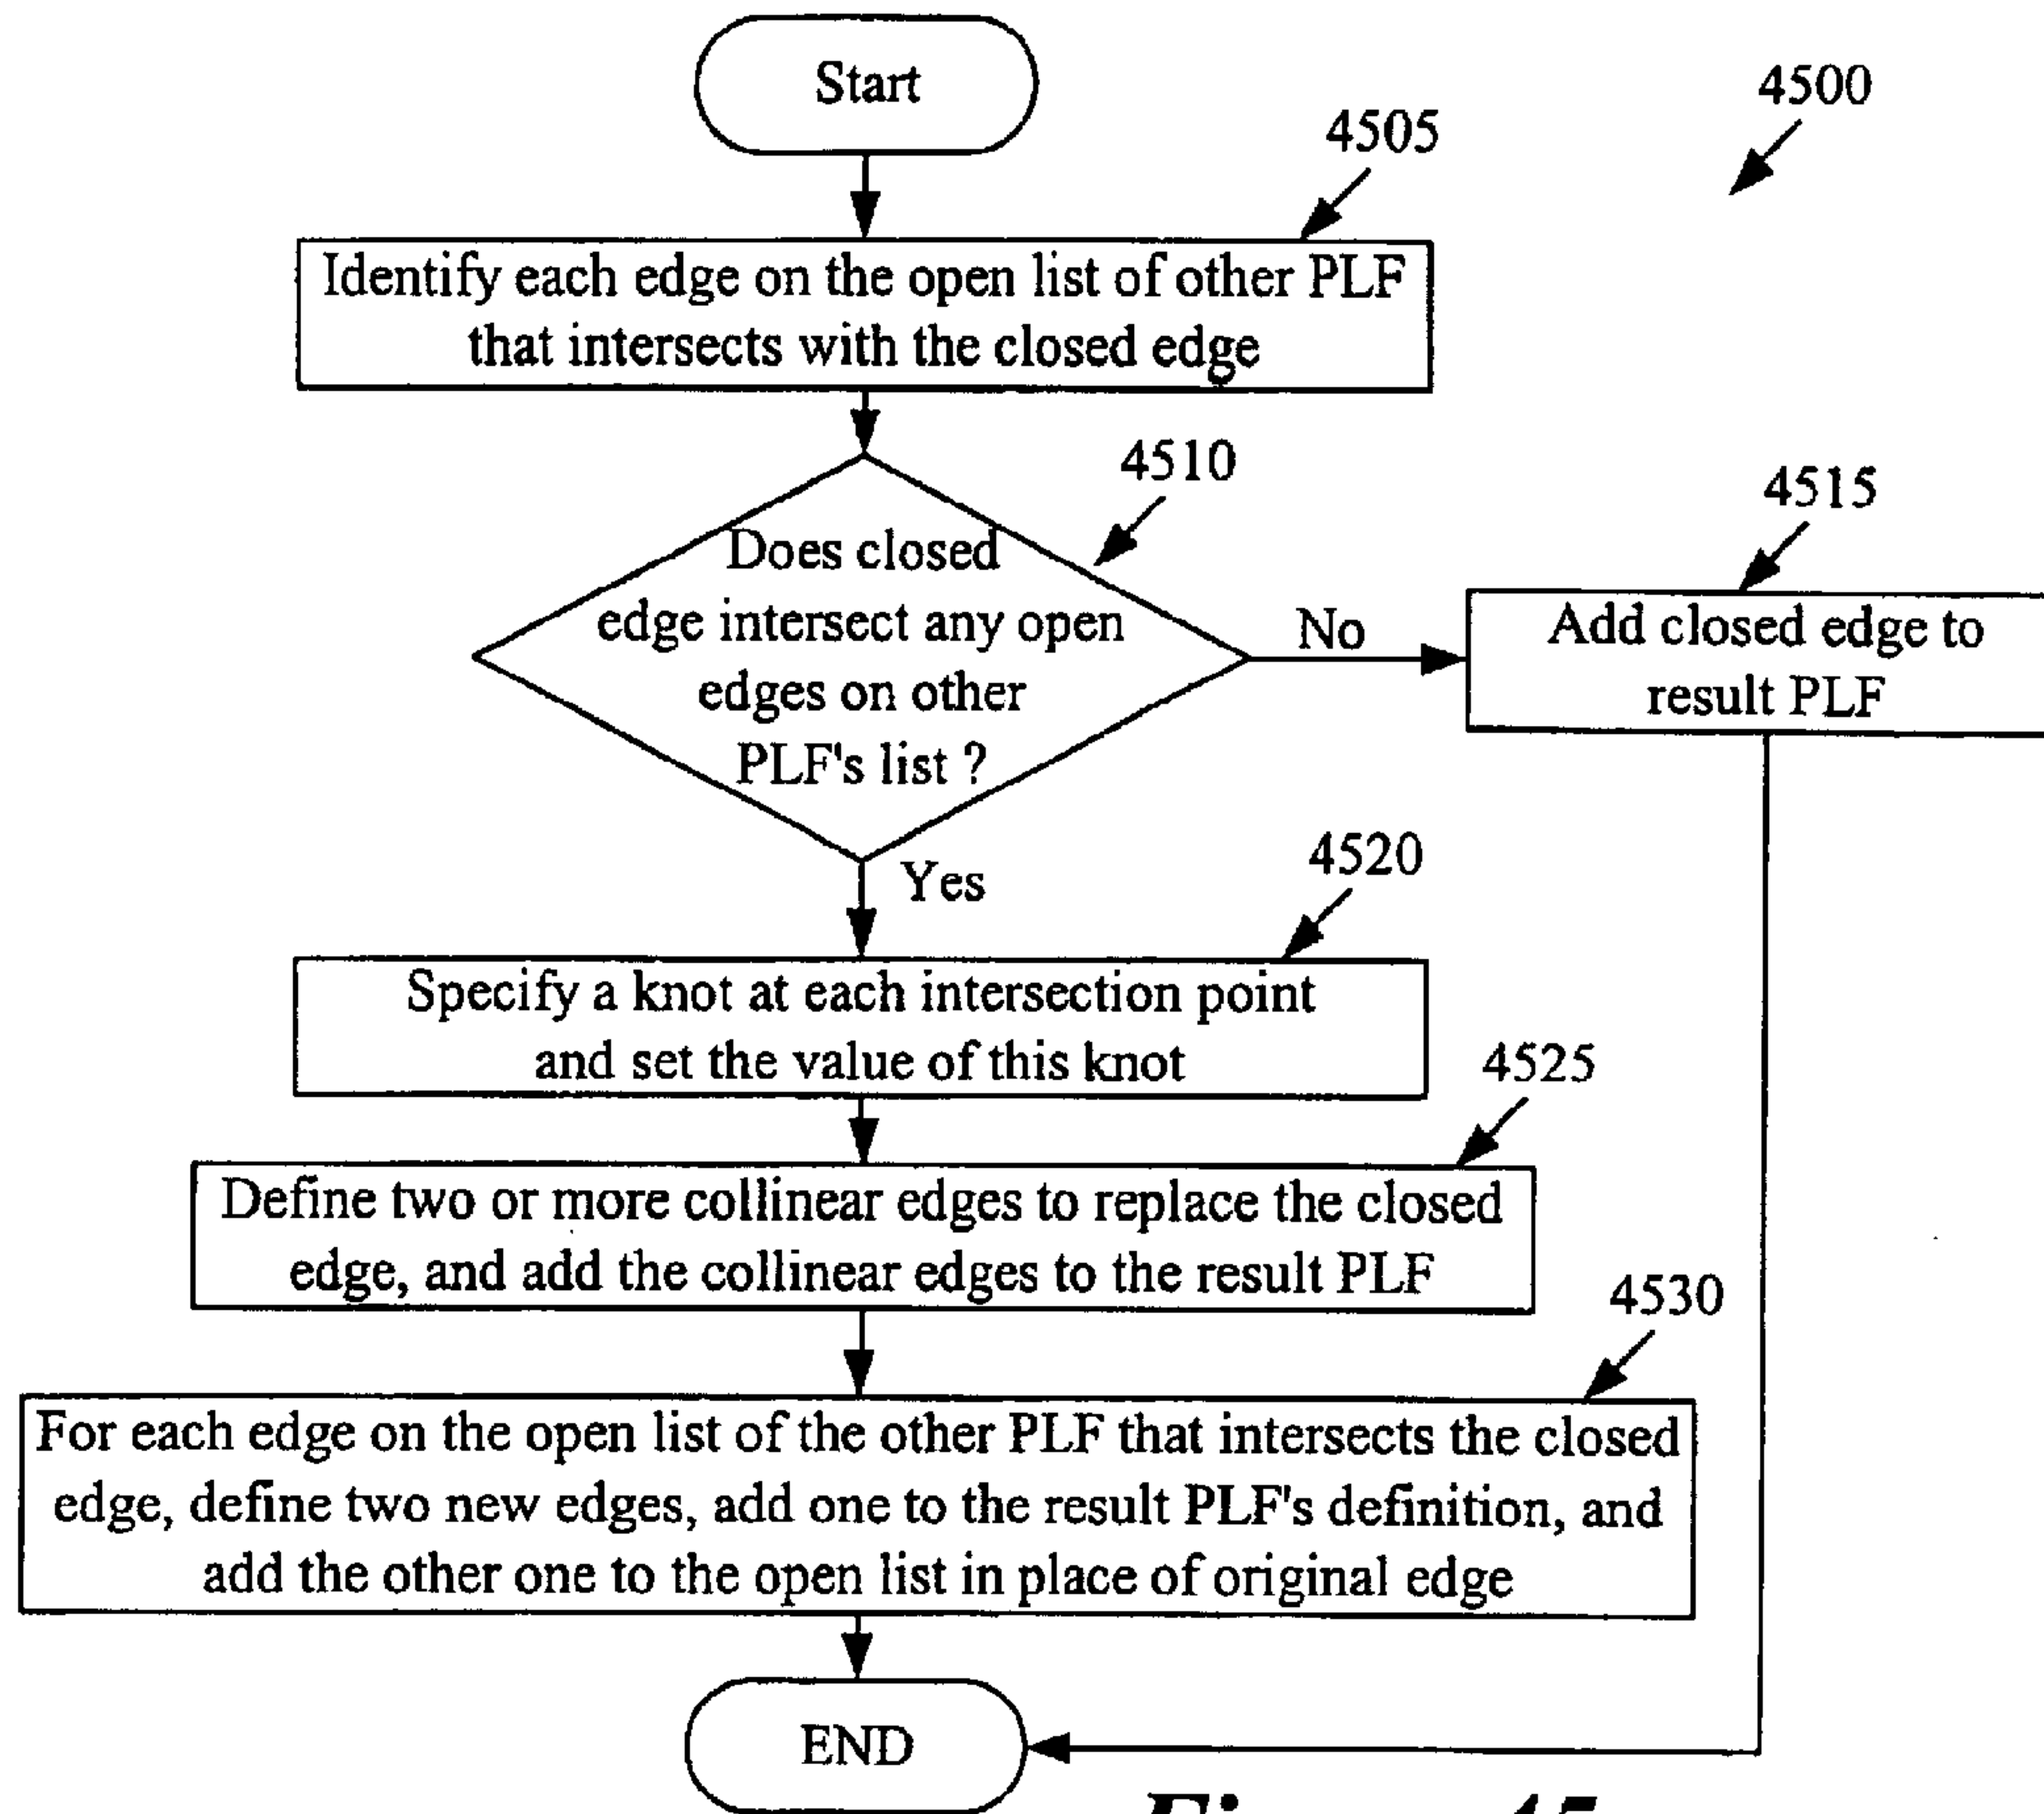 Start
4500
4505
Identify each edge on the open list of other PLF
that intersects with the closed edge
4510
Does closed
edge intersect any open
edges on other
PLF's list ?
No
4515
Add closed edge to
result PLF
Yes
4520
Specify a knot at each intersection point
and set the value of this knot
4525
Define two or more collinear edges to replace the closed
edge, and add the collinear edges to the result PLF
4530
For each edge on the open list of the other PLF that intersects the closed
edge, define two new edges, add one to the result PLF's definition, and
add the other one to the open list in place of original edge
END